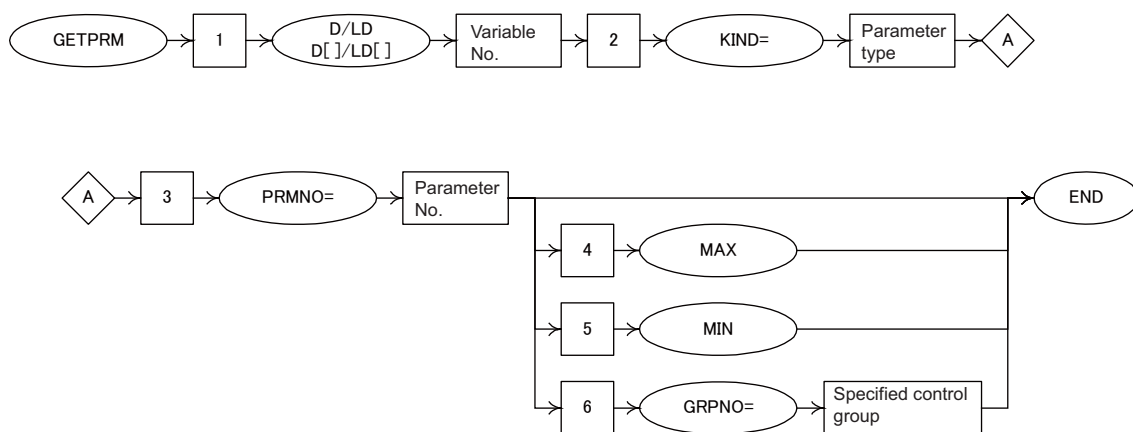 GETPRM
1
D/LD
D[ ]/LD[ ]
Variable
No.
2
KIND=
Parameter
type
A
A
3
PRMNO=
Parameter
No.
END
4
MAX
5
MIN
6
GRPNO=
Specified control
group